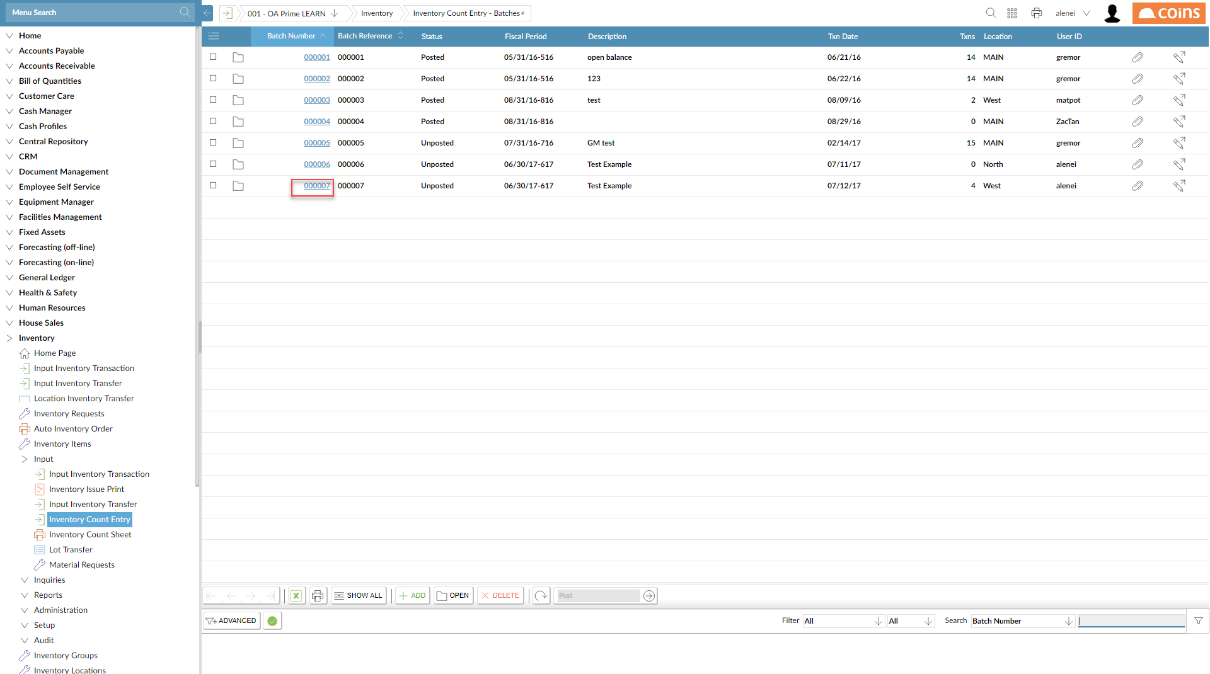 Menu Search
001 - OA Prime LEARN
Inventory
Inventory Count Entry - Batches
alenei
coins
Home
Accounts Payable
Accounts Receivable
Bill of Quantities
Customer Care
Cash Manager
Cash Profiles
Central Repository
CRM
Document Management
Employee Self Service
Equipment Manager
Facilities Management
Fixed Assets
Forecasting (off-line)
Forecasting (on-line)
General Ledger
Health & Safety
Human Resources
House Sales
Inventory
Home Page
Input Inventory Transaction
Input Inventory Transfer
Location Inventory Transfer
Inventory Requests
Auto Inventory Order
Inventory Items
Input
Input Inventory Transaction
Inventory Issue Print
Input Inventory Transfer
Inventory Count Entry
Inventory Count Sheet
Lot Transfer
Material Requests
Inquiries
Reports
Administration
Setup
Audit
Inventory Groups
Inventory Locations
Batch Number Batch Reference Status Fiscal Period Description Txn Date Txns Location User ID
000001 000001 Posted 05/31/16-516 open balance 06/21/16 14 MAIN gremor
000002 000002 Posted 05/31/16-516 123 06/22/16 14 MAIN gremor
000003 000003 Posted 08/31/16-816 test 08/09/16 2 West matpot
000004 000004 Posted 08/31/16-816 08/29/16 0 MAIN ZacTan
000005 000005 Unposted 07/31/16-716 GM test 02/14/17 15 MAIN gremor
000006 000006 Unposted 06/30/17-617 Test Example 07/11/17 0 North alenei
000007 000007 Unposted 06/30/17-617 Test Example 07/12/17 4 West alenei
SHOW ALL ADD OPEN DELETE Post
ADVANCED Filter All All Search Batch Number